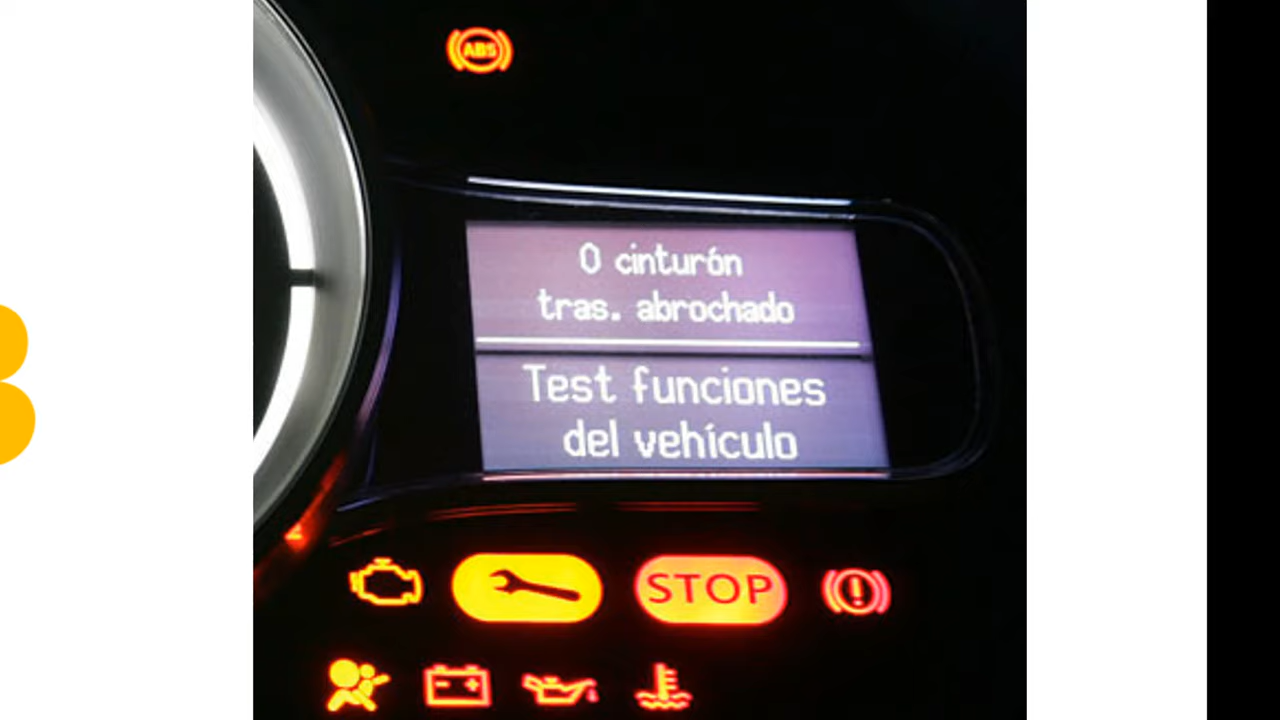 ABS
0 cinturón
tras. abrochado
Test funciones
del vehículo
STOP